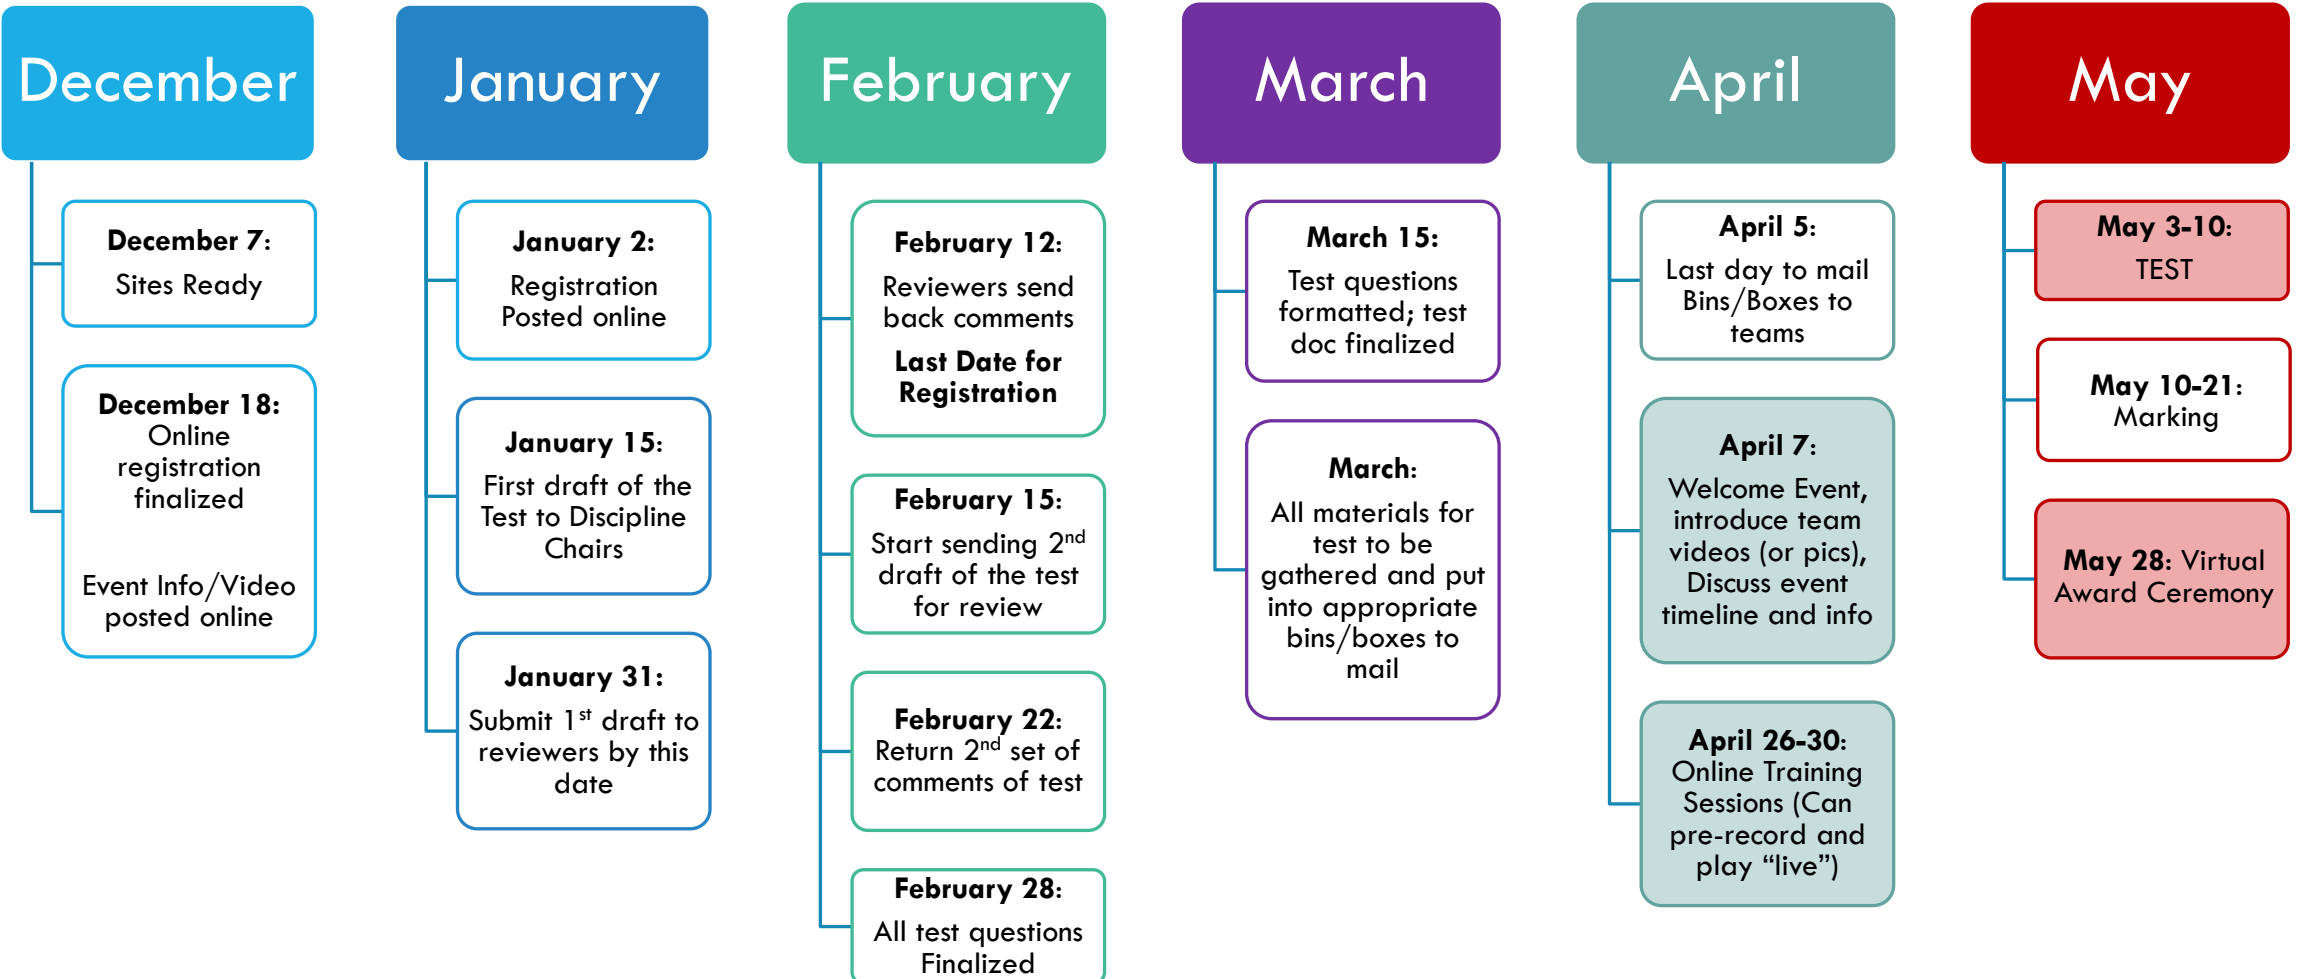 December
December 7:
Sites Ready
December 18:
Online
registration
finalized
Event Info/Video
posted online
January
January 2:
Registration
Posted online
January 15:
First draft of the
Test to Discipline
Chairs
January 31:
Submit 1st draft to
reviewers by this
date
February
February 12:
Reviewers send
back comments
Last Date for
Registration
February 15:
Start sending 2nd
draft of the test
for review
February 22:
Return 2nd set of
comments of test
February 28:
All test questions
Finalized
March
March 15:
Test questions
formatted; test
doc finalized
March:
All materials for
test to be
gathered and put
into appropriate
bins/boxes to
mail
April
April 5:
Last day to mail
Bins/Boxes to
teams
April 7:
Welcome Event,
introduce team
videos (or pics),
Discuss event
timeline and info
April 26-30:
Online Training
Sessions (Can
pre-record and
play “live”)
May
May 3-10:
TEST
May 10-21:
Marking
May 28: Virtual
Award Ceremony